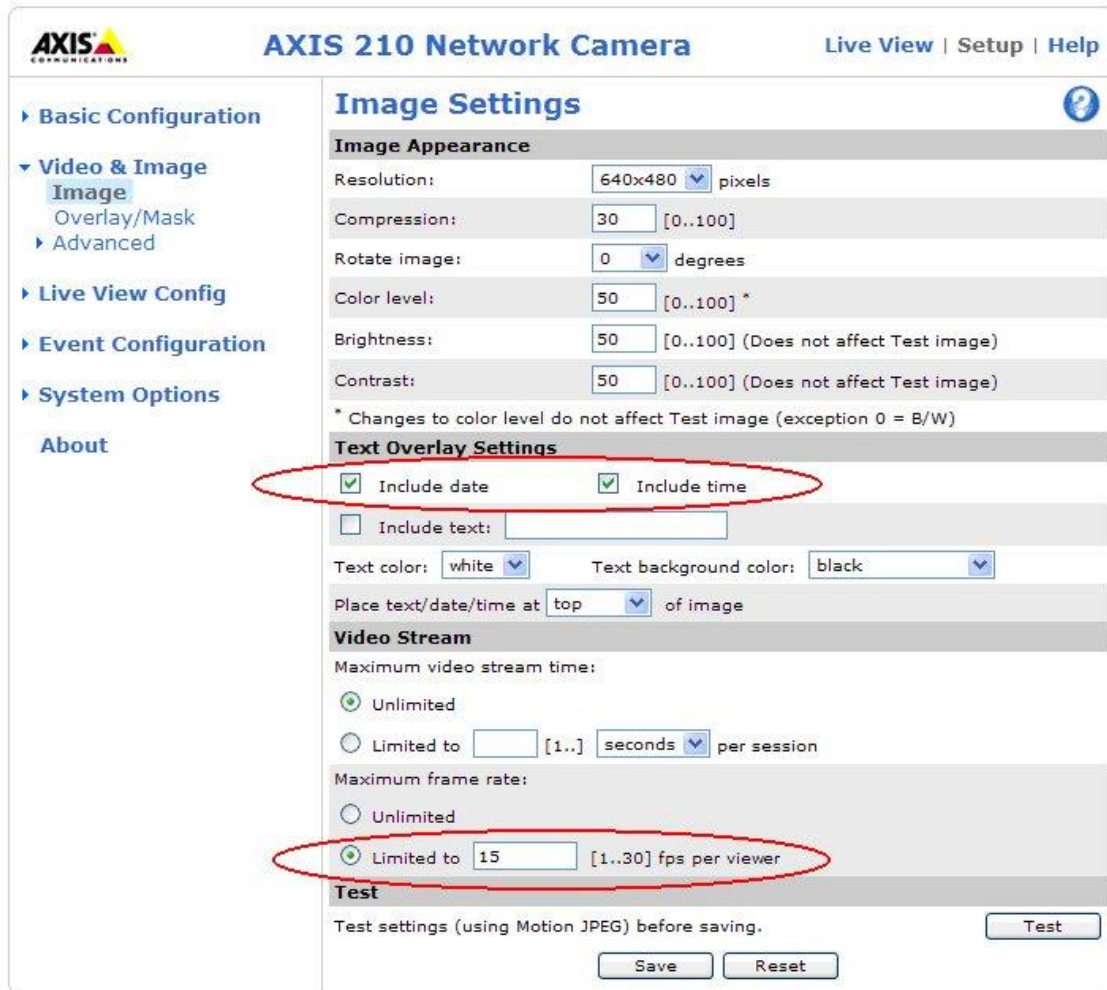 AXIS
COMMUNICATIONS
AXIS 210 Network Camera
Live View | Setup | Help
Basic Configuration
Video & Image
Image
Overlay/Mask
Advanced
Live View Config
Event Configuration
System Options
About
Image Settings
?
Image Appearance
Resolution: 640x480 pixels
Compression: 30 [0..100]
Rotate image: 0 degrees
Color level: 50 [0..100] *
Brightness: 50 [0..100] (Does not affect Test image)
Contrast: 50 [0..100] (Does not affect Test image)
* Changes to color level do not affect Test image (exception 0 = B/W)
Text Overlay Settings
Include date Include time
Include text:
Text color: white Text background color: black
Place text/date/time at top of image
Video Stream
Maximum video stream time:
Unlimited
Limited to [1..] seconds per session
Maximum frame rate:
Unlimited
Limited to 15 [1..30] fps per viewer
Test
Test settings (using Motion JPEG) before saving. Test
Save Reset